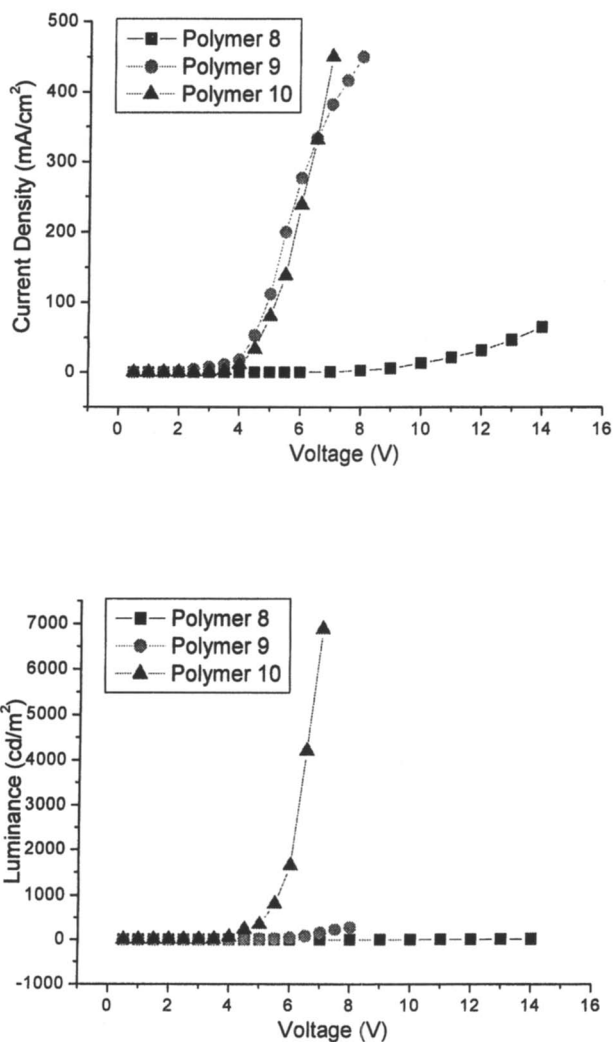 500
400
300
200
100
0
Current Density (mA/cm²)
Polymer 8
Polymer 9
Polymer 10
0 2 4 6 8 10 12 14 16
Voltage (V)
7000
6000
5000
4000
3000
2000
1000
0
-1000
Luminance (cd/m²)
Polymer 8
Polymer 9
Polymer 10
0 2 4 6 8 10 12 14 16
Voltage (V)